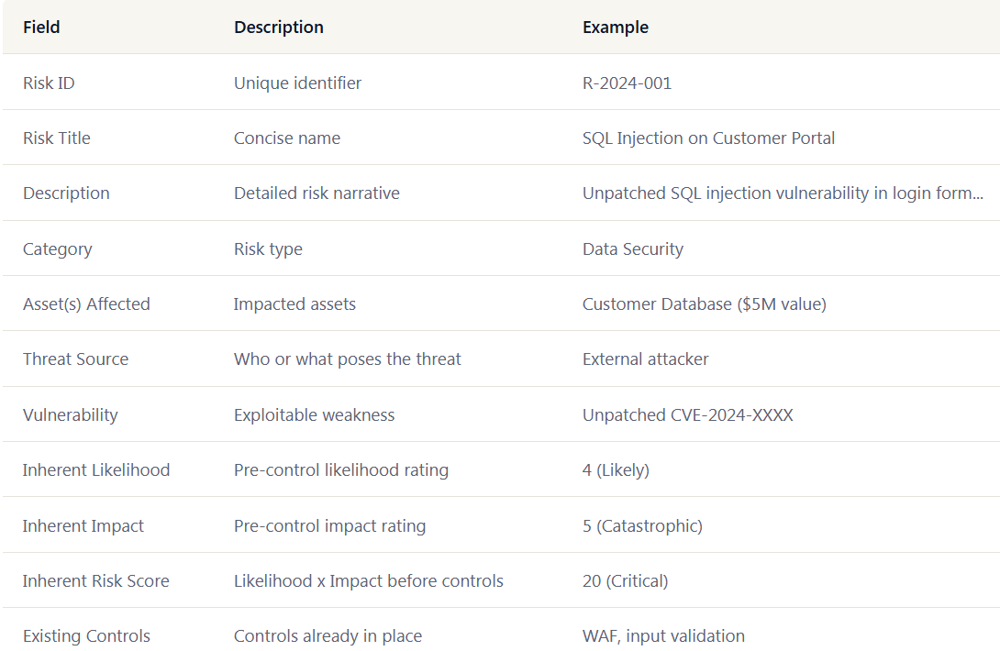 Field Description Example
Risk ID Unique identifier R-2024-001
Risk Title Concise name SQL Injection on Customer Portal
Description Detailed risk narrative Unpatched SQL injection vulnerability in login form...
Category Risk type Data Security
Asset(s) Affected Impacted assets Customer Database ($5M value)
Threat Source Who or what poses the threat External attacker
Vulnerability Exploitable weakness Unpatched CVE-2024-XXXX
Inherent Likelihood Pre-control likelihood rating 4 (Likely)
Inherent Impact Pre-control impact rating 5 (Catastrophic)
Inherent Risk Score Likelihood x Impact before controls 20 (Critical)
Existing Controls Controls already in place WAF, input validation